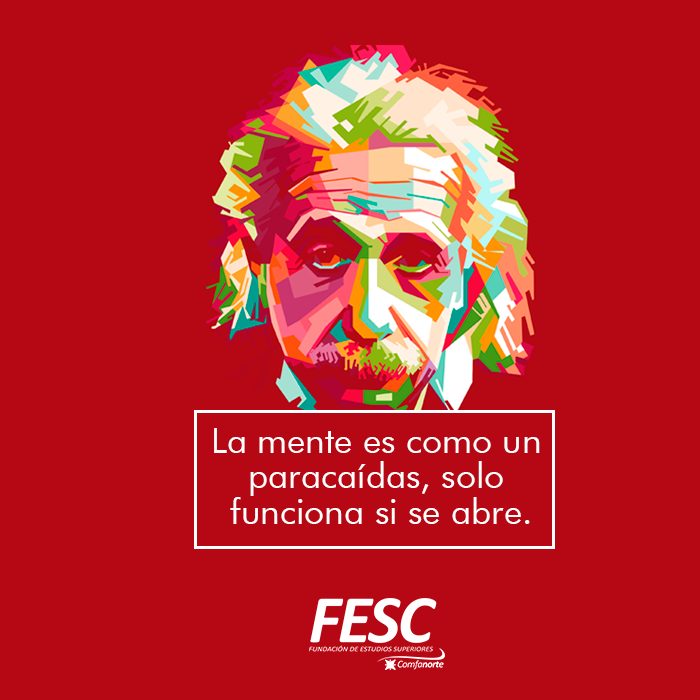 La mente es como un
paracaídas, solo
funciona si se abre.
FESC
FUNDACIÓN DE ESTUDIOS SUPERIORES
Comfanorte